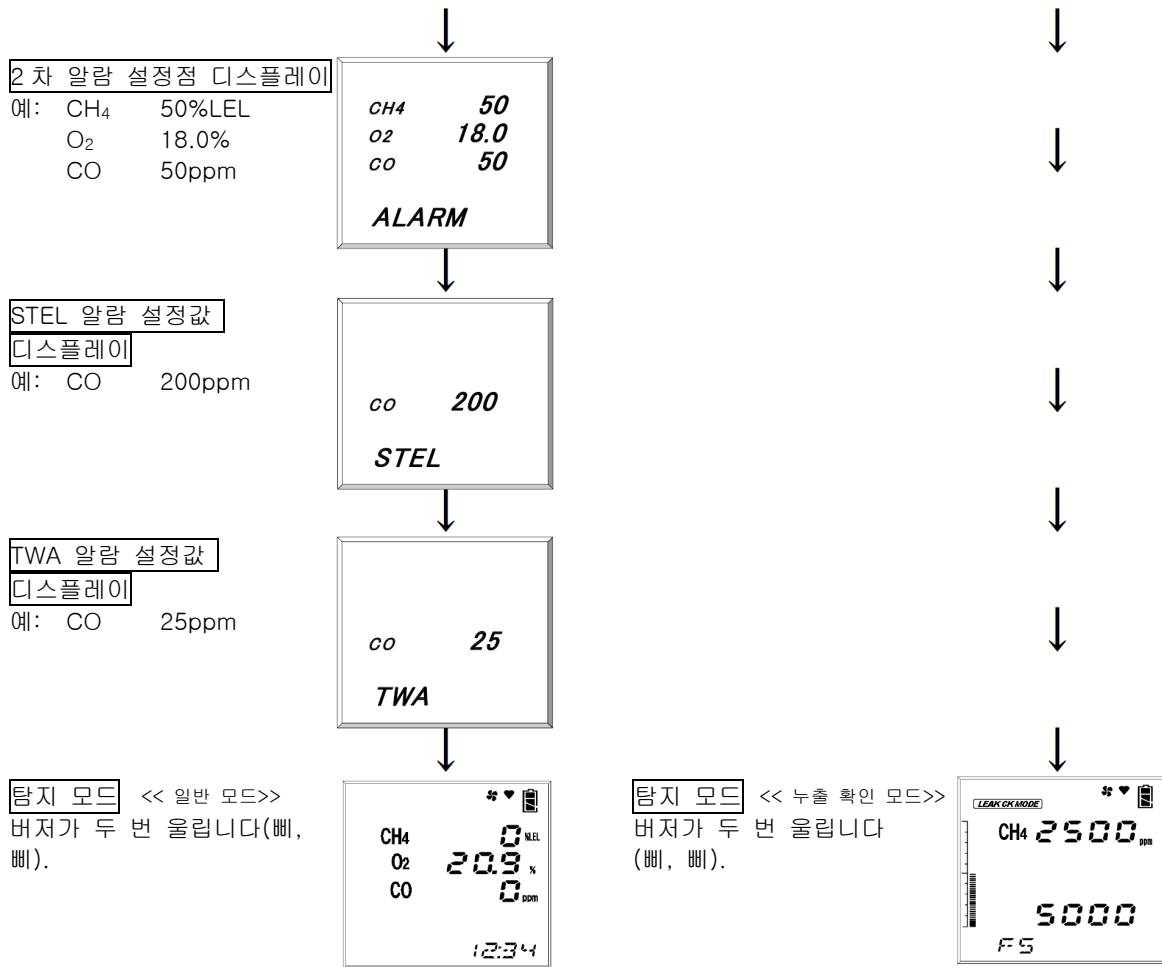 2 차 알람 설정점 디스플레이
예: CH₄ 50%LEL
O₂ 18.0%
CO 50ppm
CH4 50
O2 18.0
CO 50
ALARM
STEL 알람 설정값
디스플레이
예: CO 200ppm
CO 200
STEL
TWA 알람 설정값
디스플레이
예: CO 25ppm
CO 25
TWA
탐지 모드 << 일반 모드>>
버저가 두 번 울립니다(삐,
삐).
CH4 0 %LEL
O2 20.9 %
CO 0 ppm
12:34
탐지 모드 << 누출 확인 모드>>
버저가 두 번 울립니다
(삐, 삐).
LEAK CK MODE
CH4 2500 ppm
5000
FS